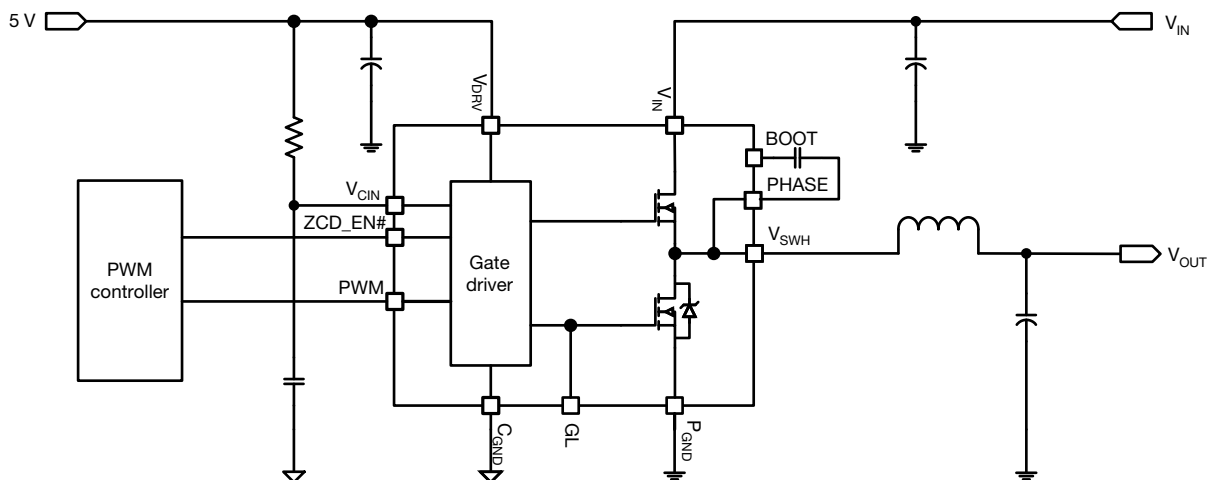 5 V
V_IN
V_DRV
V_IN
BOOT
PHASE
V_CIN
ZCD_EN#
V_SWH
PWM
controller
Gate
driver
V_OUT
PWM
C_GND
GL
P_GND